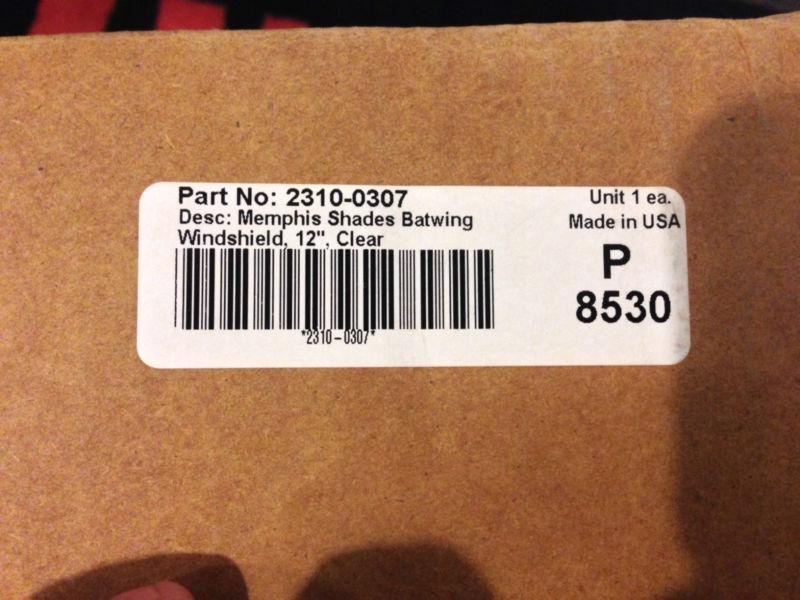 Part No: 2310-0307
Desc: Memphis Shades Batwing
Windshield, 12", Clear
*2310-0307*
Unit 1 ea.
Made in USA
P
8530